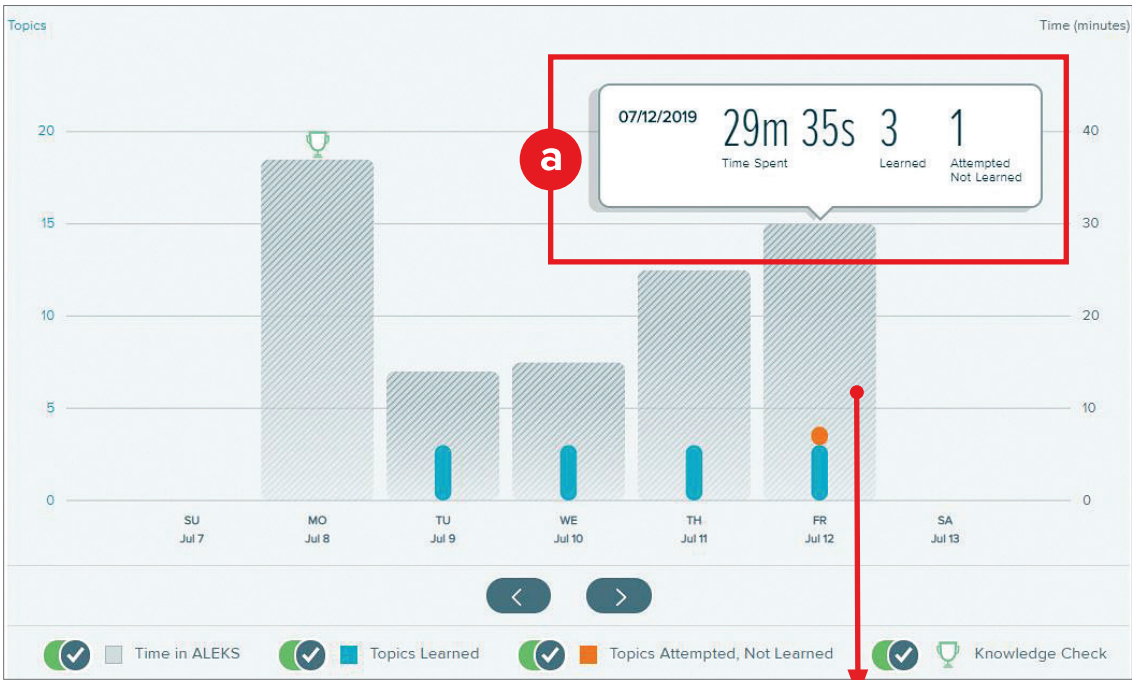 Topics
Time (minutes)
07/12/2019
29m 35s
3
1
Time Spent
Learned
Attempted
Not Learned
a
20
40
15
30
10
20
5
10
0
0
SU
MO
TU
WE
TH
FR
SA
Jul 7
Jul 8
Jul 9
Jul 10
Jul 11
Jul 12
Jul 13
Time in ALEKS
Topics Learned
Topics Attempted, Not Learned
Knowledge Check